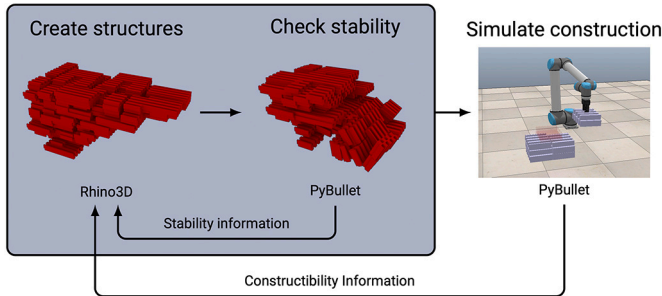 Create structures
Check stability
Simulate construction
Rhino3D
PyBullet
PyBullet
Stability information
Constructibility Information